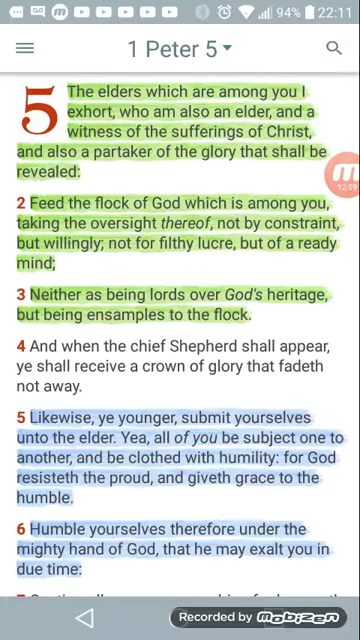 94% 22:11
1 Peter 5
5 The elders which are among you I
exhort, who am also an elder, and a
witness of the sufferings of Christ,
and also a partaker of the glory that shall be
revealed:
12:19
2 Feed the flock of God which is among you,
taking the oversight thereof, not by constraint,
but willingly; not for filthy lucre, but of a ready
mind;
3 Neither as being lords over God's heritage,
but being ensamples to the flock.
4 And when the chief Shepherd shall appear,
ye shall receive a crown of glory that fadeth
not away.
5 Likewise, ye younger, submit yourselves
unto the elder. Yea, all of you be subject one to
another, and be clothed with humility: for God
resisteth the proud, and giveth grace to the
humble.
6 Humble yourselves therefore under the
mighty hand of God, that he may exalt you in
due time:
Recorded by mobizen